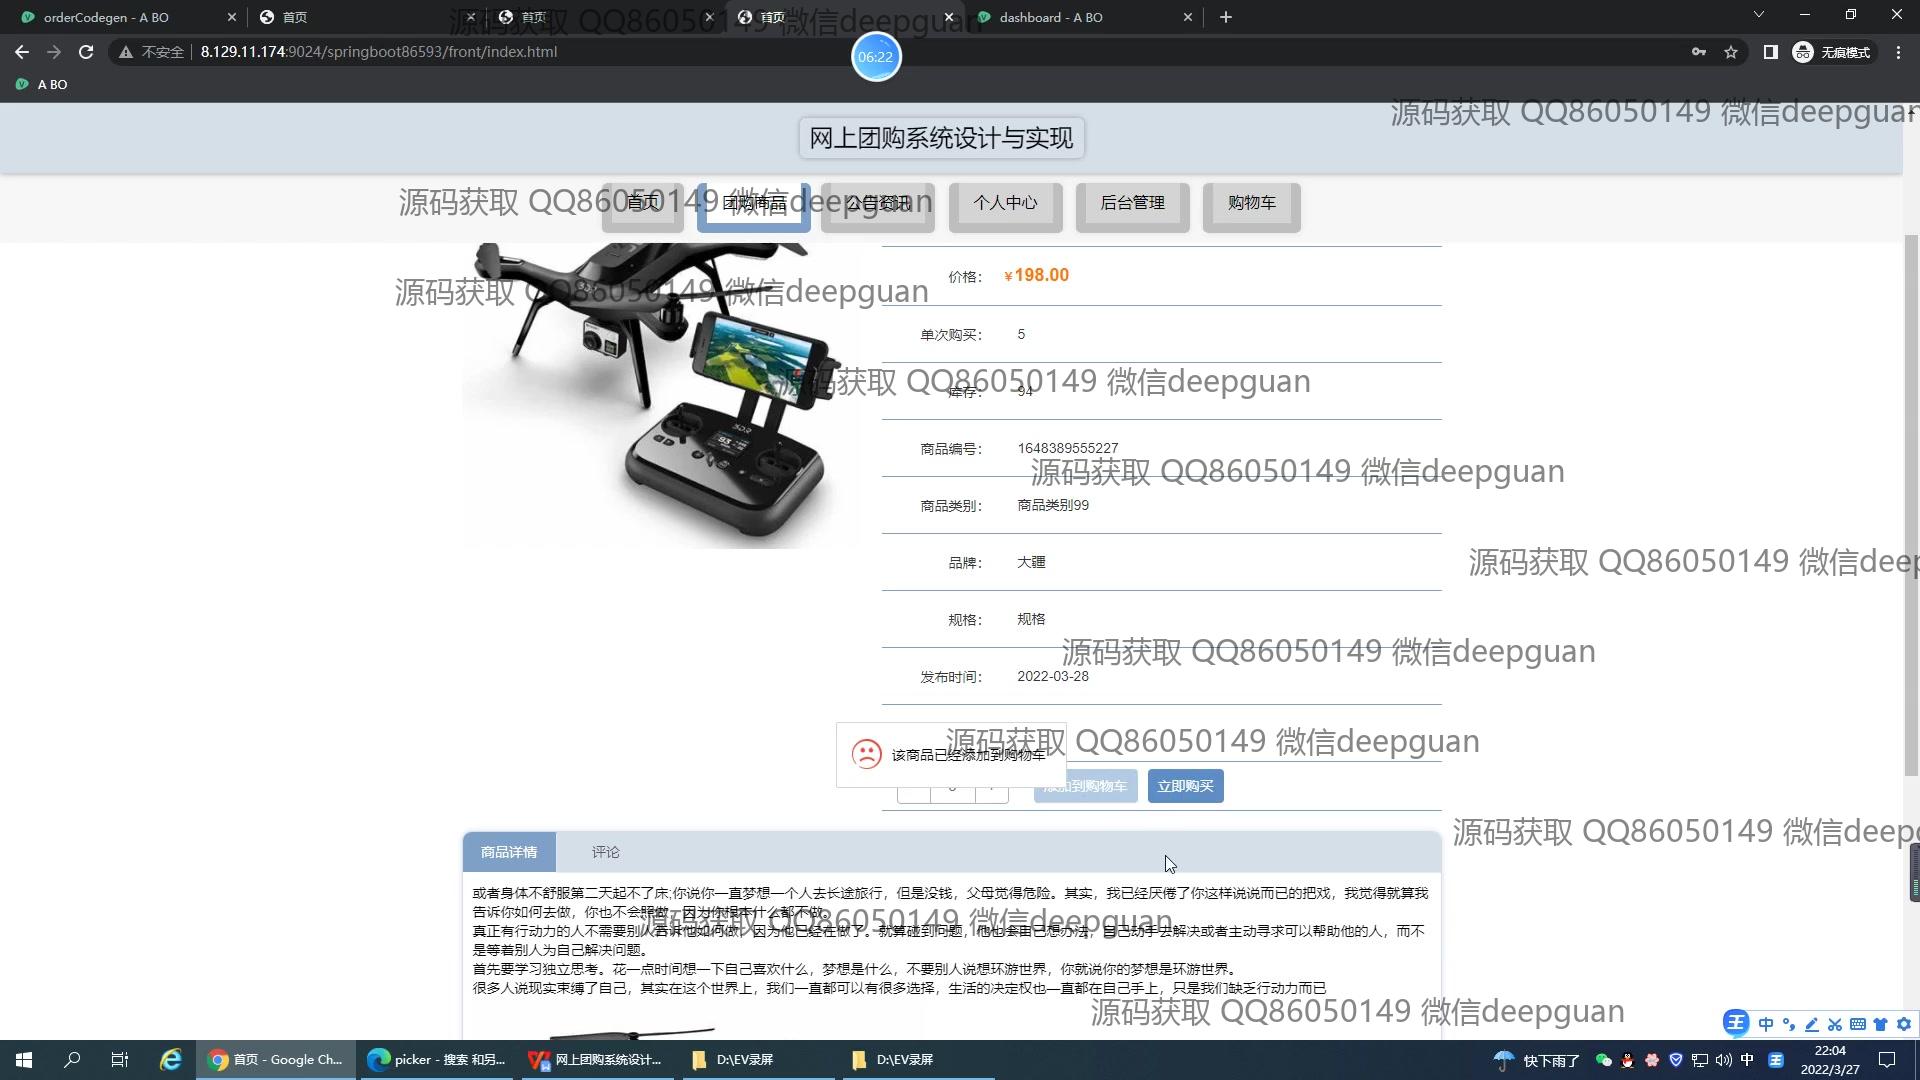 orderCodegen - A BO
首页
首页
首页
dashboard - A BO
源码获取 QQ86050149 微信deepguan
不安全
8.129.11.174:9024/springboot86593/front/index.html
06:22
无痕模式
A BO
源码获取 QQ86050149 微信deepguan
网上团购系统设计与实现
首页
团购商品
公告资讯
个人中心
后台管理
购物车
源码获取 QQ86050149 微信deepguan
价格： ¥198.00
源码获取 QQ86050149 微信deepguan
单次购买： 5
库存： 94
源码获取 QQ86050149 微信deepguan
商品编号： 1648389555227
源码获取 QQ86050149 微信deepguan
商品类别： 商品类别99
品牌： 大疆
源码获取 QQ86050149 微信dee
规格： 规格
源码获取 QQ86050149 微信deepguan
发布时间： 2022-03-28
源码获取 QQ86050149 微信deepguan
该商品已经添加到购物车
添加到购物车
立即购买
源码获取 QQ86050149 微信deep
商品详情
评论
或者身体不舒服第二天起不了床;你说你一直梦想一个人去长途旅行，但是没钱，父母觉得危险。其实，我已经厌倦了你这样说说而已的把戏，我觉得就算我
告诉你如何去做，你也不会照做，因为你根本什么都不做。
源码获取 QQ86050149 微信deepguan
真正有行动力的人不需要别人告诉他如何做，因为他已经在做了。就算碰到问题，他也会自己想办法，自己动手去解决或者主动寻求可以帮助他的人，而不
是等着别人为自己解决问题。
首先要学习独立思考。花一点时间想一下自己喜欢什么，梦想是什么，不要别人说想环游世界，你就说你的梦想是环游世界。
很多人说现实束缚了自己，其实在这个世界上，我们一直都可以有很多选择，生活的决定权也一直都在自己手上，只是我们缺乏行动力而已
源码获取 QQ86050149 微信deepguan
王
中
首页 - Google Ch...
picker - 搜索 和另...
网上团购系统设计...
D:\EV录屏
D:\EV录屏
快下雨了
中
王
22:04
2022/3/27